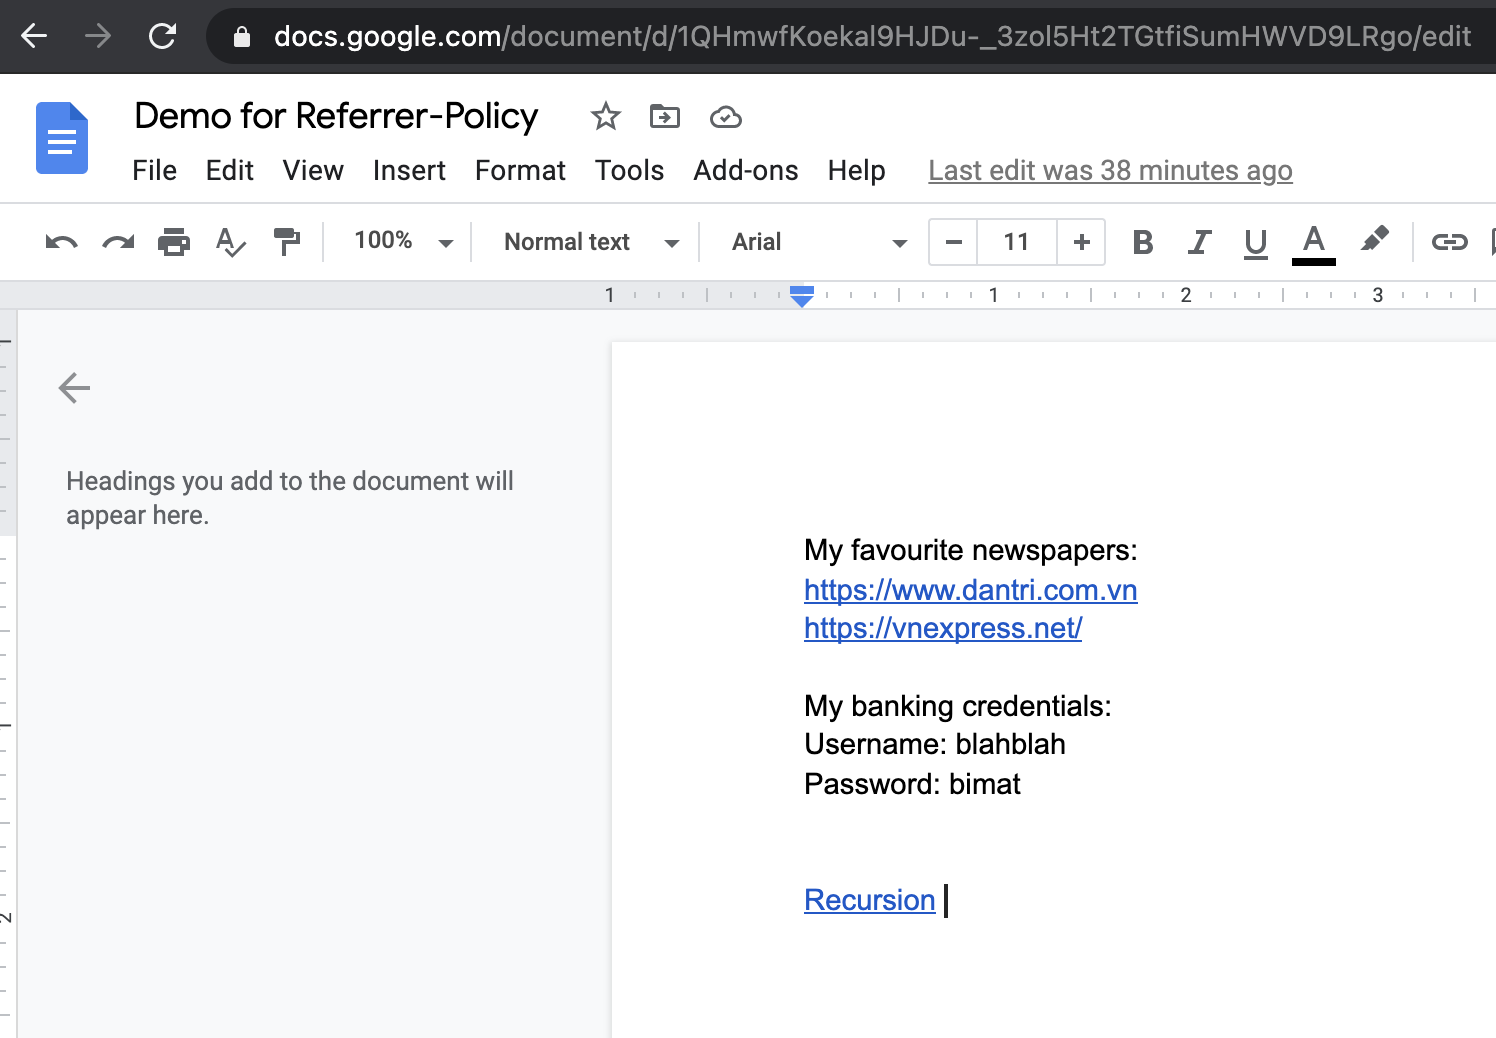 docs.google.com/document/d/1QHmwfKoekal9HJDu-_3zol5Ht2TGtfiSumHWVD9LRgo/edit
Demo for Referrer-Policy
File Edit View Insert Format Tools Add-ons Help Last edit was 38 minutes ago
100% Normal text Arial 11 B I U A
1 1 2 3
Headings you add to the document will
appear here.
My favourite newspapers:
https://www.dantri.com.vn
https://vnexpress.net/
My banking credentials:
Username: blahblah
Password: bimat
Recursion
2